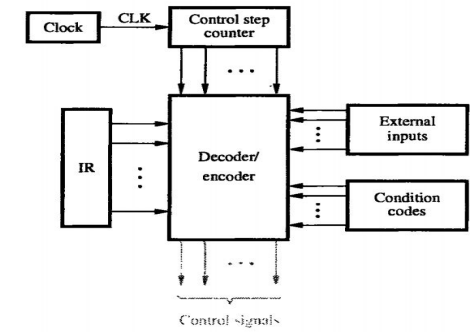 Clock
CLK
Control step
counter
IR
Decoder/
encoder
External
inputs
Condition
codes
Control signals